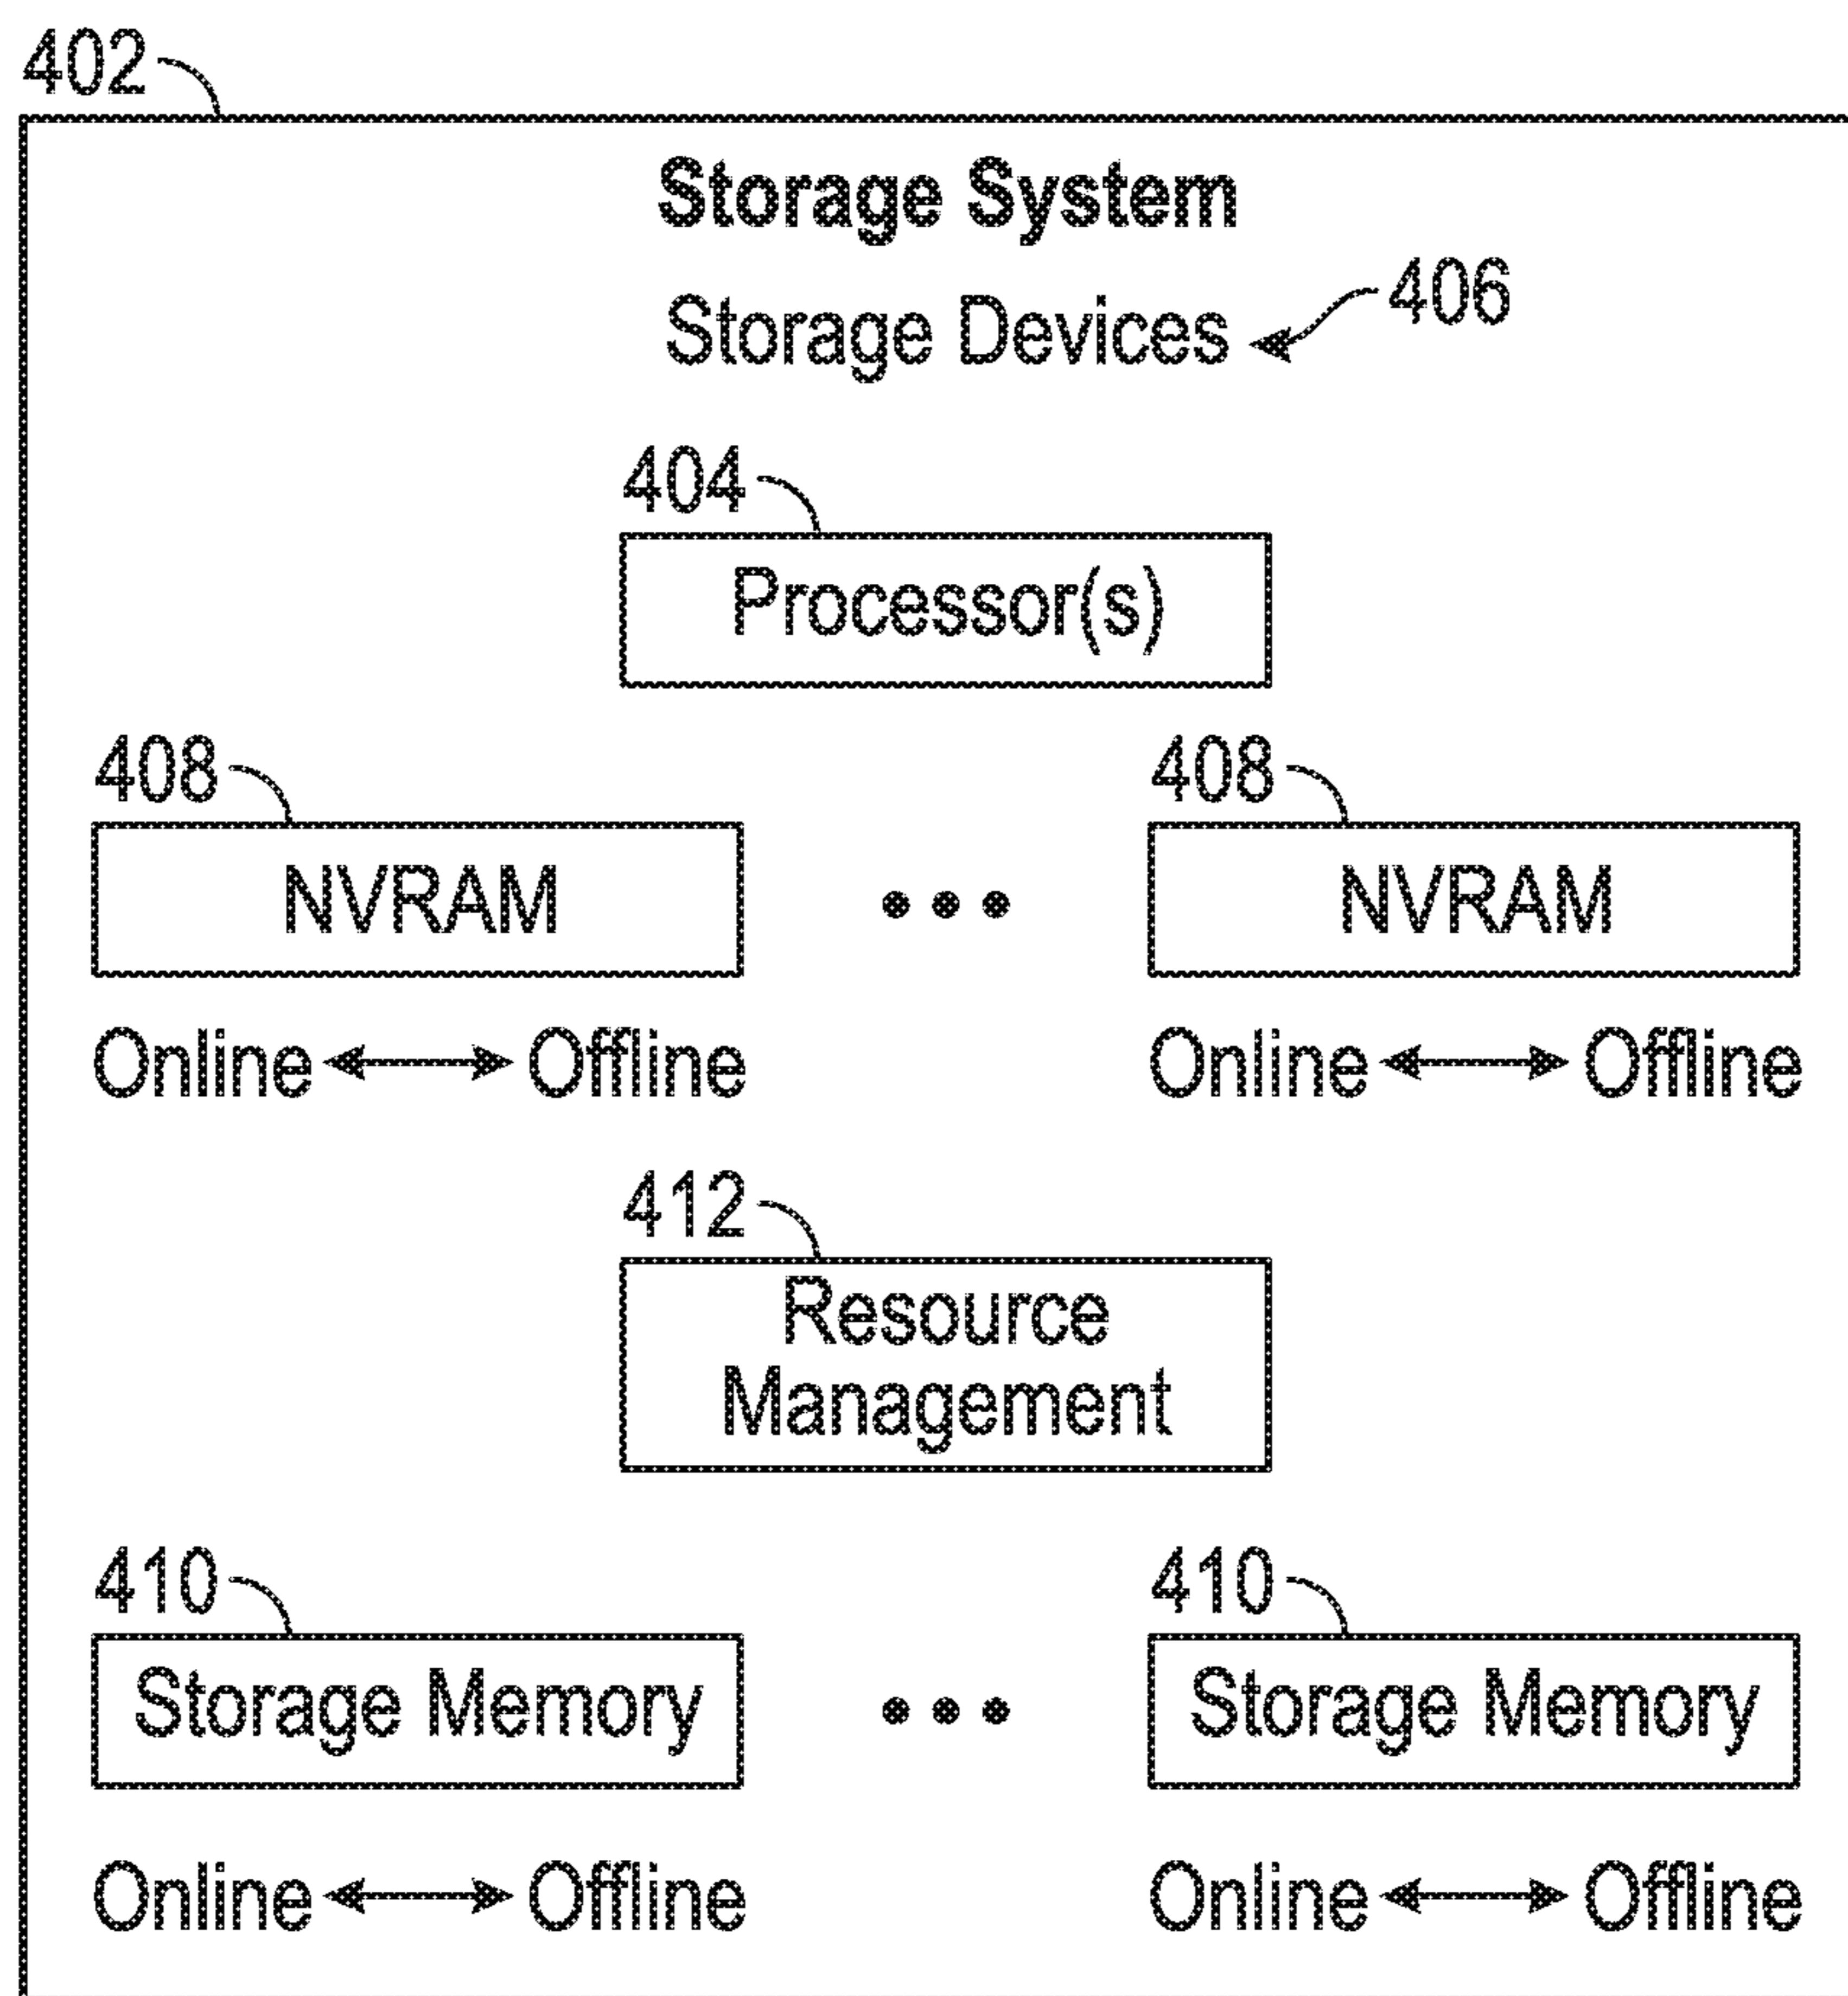 402
Storage System
Storage Devices 406
404
Processor(s)
408 408
NVRAM ••• NVRAM
Online Offline Online Offline
412
Resource
Management
410 410
Storage Memory ••• Storage Memory
Online Offline Online Offline